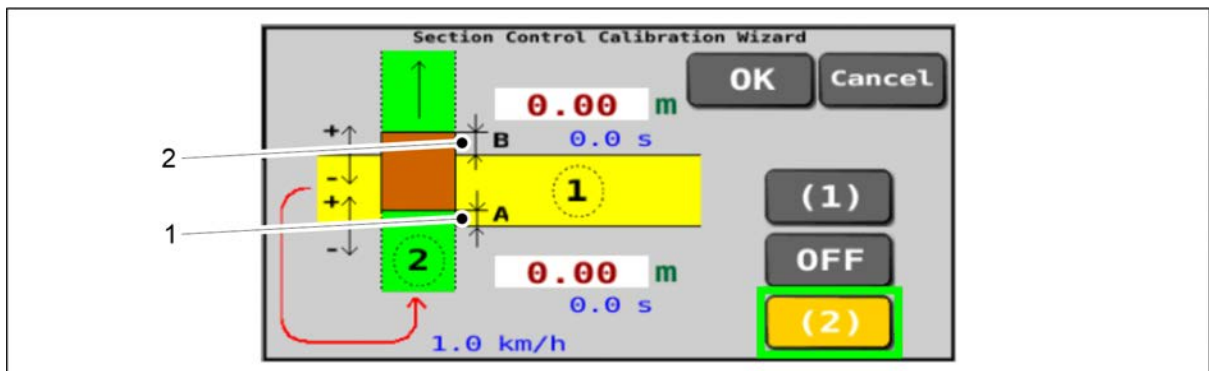 Section Control Calibration Wizard
OK Cancel
0.00 m
+ B 0.0 s
2
-
1 (1)
+ A
1
- 2 OFF
0.00 m
0.0 s (2)
1.0 km/h